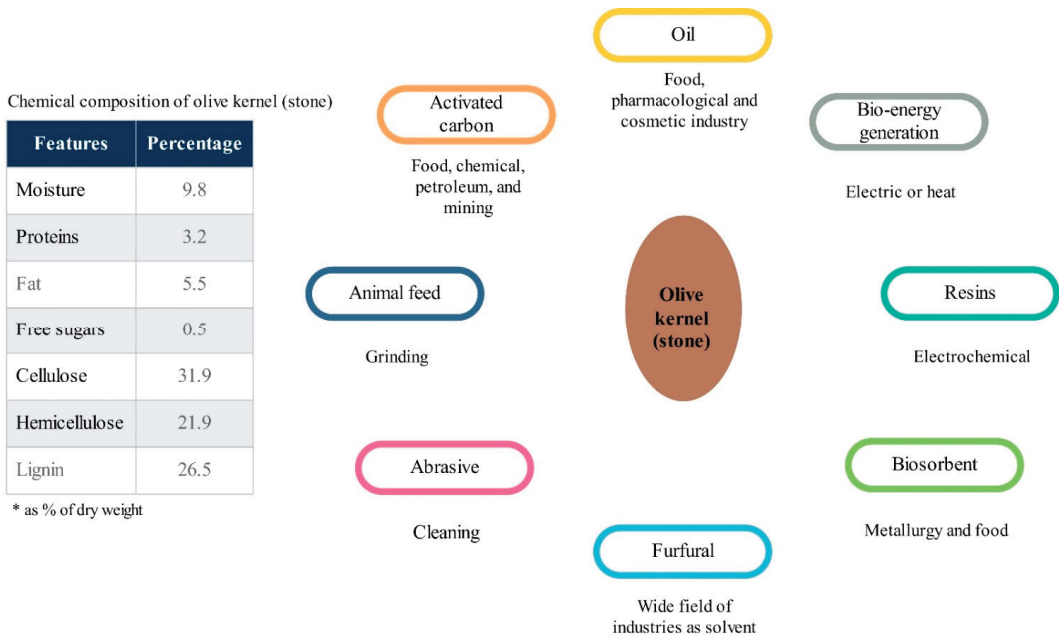 Chemical composition of olive kernel (stone)
Features Percentage
Moisture 9.8
Proteins 3.2
Fat 5.5
Free sugars 0.5
Cellulose 31.9
Hemicellulose 21.9
Lignin 26.5
* as % of dry weight
Oil
Food,
pharmacological and
cosmetic industry
Activated
carbon
Food, chemical,
petroleum, and
mining
Bio-energy
generation
Electric or heat
Animal feed
Grinding
Olive
kernel
(stone)
Resins
Electrochemical
Abrasive
Cleaning
Biosorbent
Metallurgy and food
Furfural
Wide field of
industries as solvent